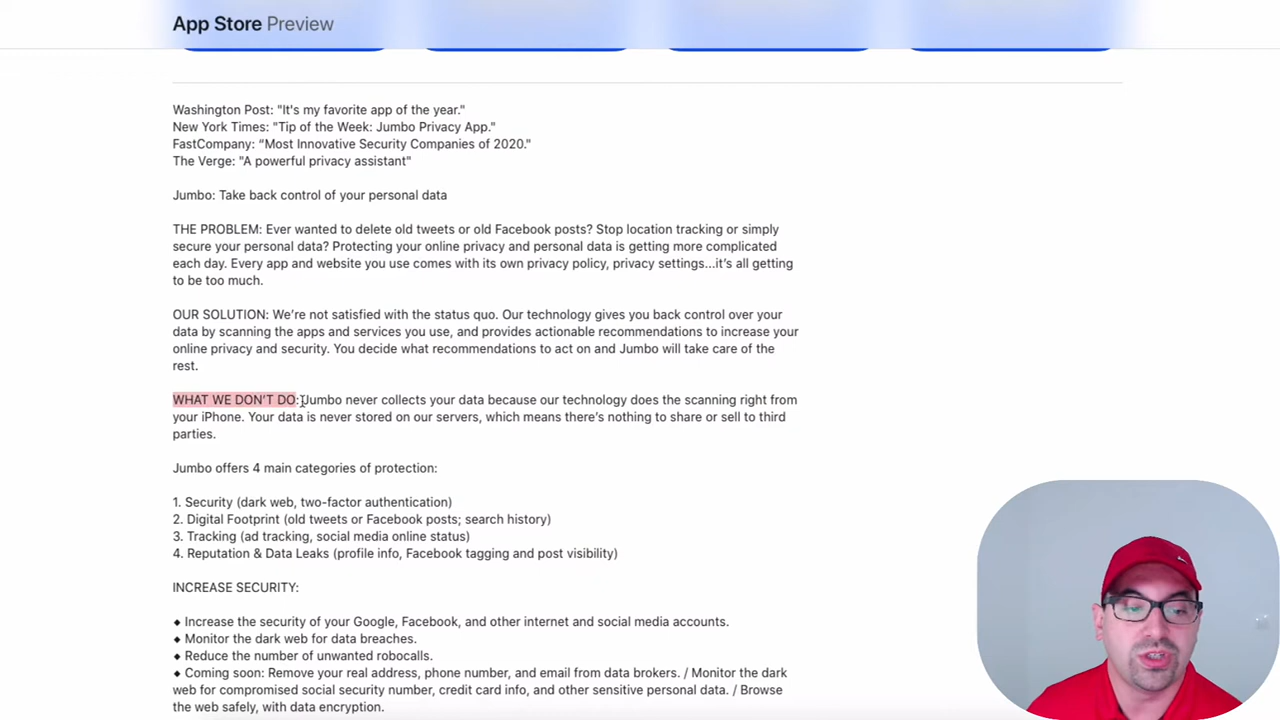 App Store Preview
Washington Post: "It's my favorite app of the year."
New York Times: "Tip of the Week: Jumbo Privacy App."
FastCompany: “Most Innovative Security Companies of 2020."
The Verge: "A powerful privacy assistant"
Jumbo: Take back control of your personal data
THE PROBLEM: Ever wanted to delete old tweets or old Facebook posts? Stop location tracking or simply
secure your personal data? Protecting your online privacy and personal data is getting more complicated
each day. Every app and website you use comes with its own privacy policy, privacy settings...it’s all getting
to be too much.
OUR SOLUTION: We’re not satisfied with the status quo. Our technology gives you back control over your
data by scanning the apps and services you use, and provides actionable recommendations to increase your
online privacy and security. You decide what recommendations to act on and Jumbo will take care of the
rest.
WHAT WE DON’T DO: Jumbo never collects your data because our technology does the scanning right from
your iPhone. Your data is never stored on our servers, which means there’s nothing to share or sell to third
parties.
Jumbo offers 4 main categories of protection:
1. Security (dark web, two-factor authentication)
2. Digital Footprint (old tweets or Facebook posts; search history)
3. Tracking (ad tracking, social media online status)
4. Reputation & Data Leaks (profile info, Facebook tagging and post visibility)
INCREASE SECURITY:
⬥ Increase the security of your Google, Facebook, and other internet and social media accounts.
⬥ Monitor the dark web for data breaches.
⬥ Reduce the number of unwanted robocalls.
⬥ Coming soon: Remove your real address, phone number, and email from data brokers. / Monitor the dark
web for compromised social security number, credit card info, and other sensitive personal data. / Browse
the web safely, with data encryption.